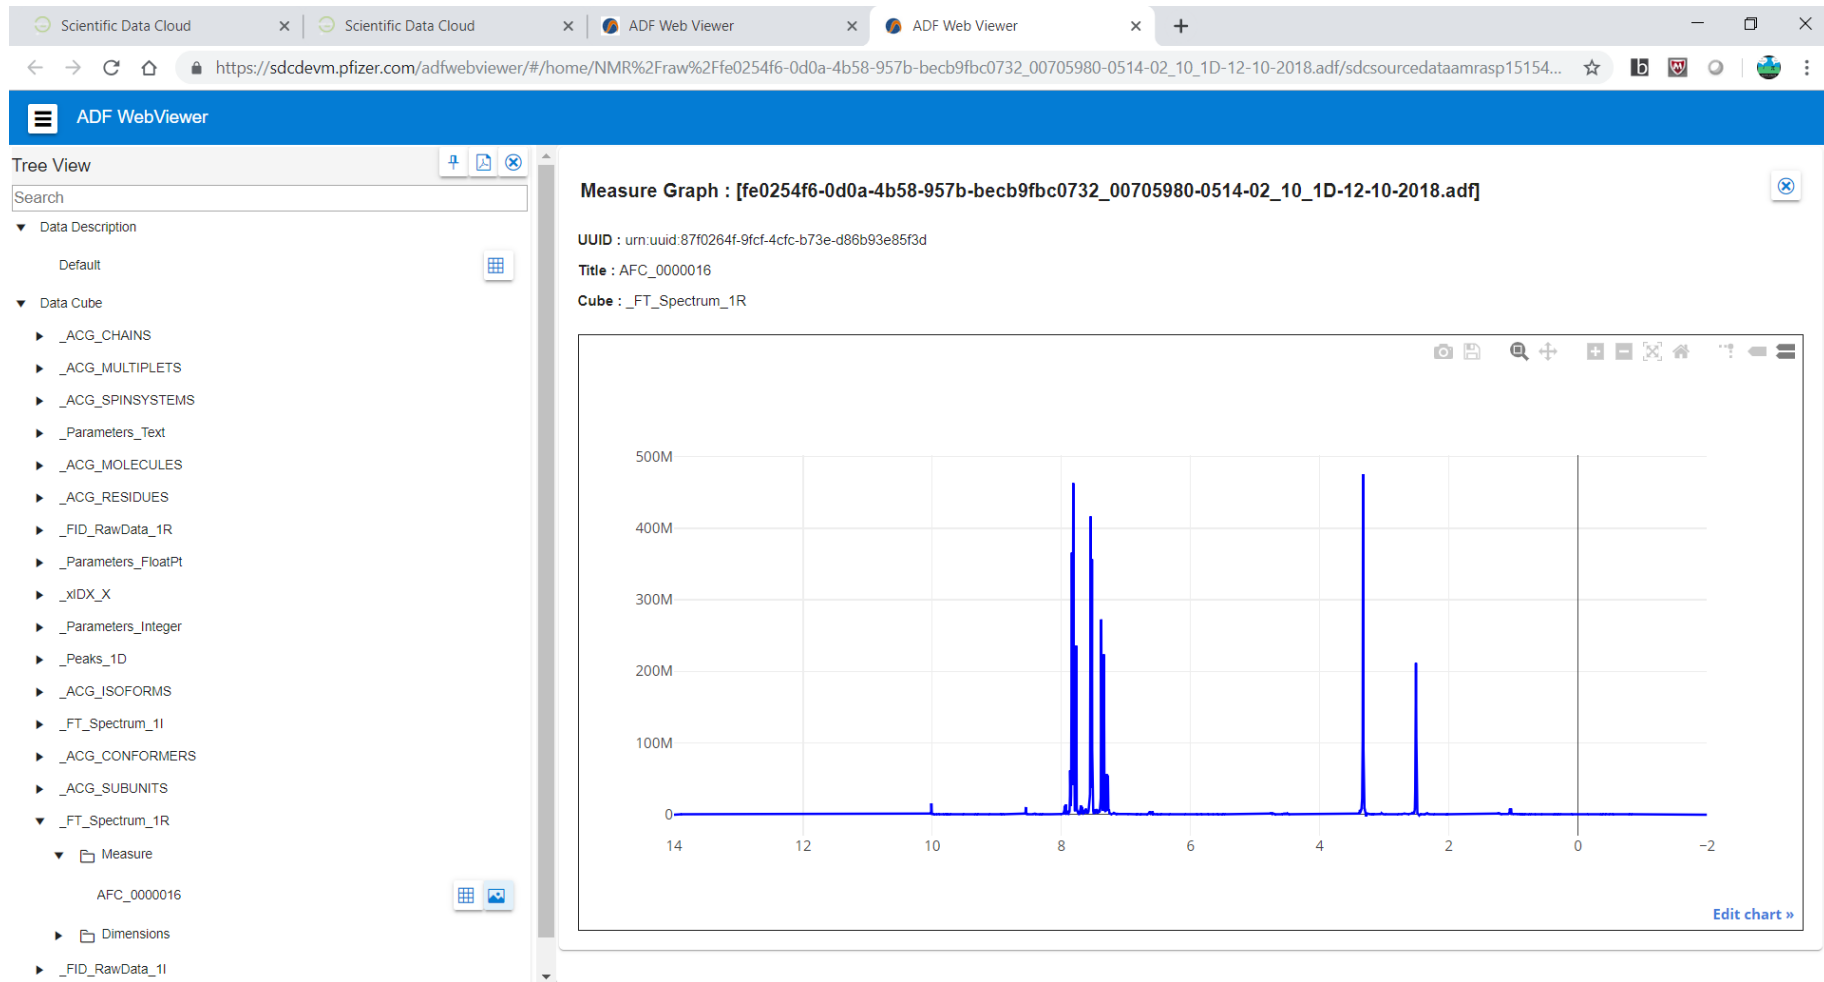 Scientific Data Cloud
Scientific Data Cloud
ADF Web Viewer
ADF Web Viewer
https://sdcdevm.pfizer.com/adfwebviewer/#/home/NMR%2Fraw%2Ffe0254f6-0d0a-4b58-957b-becb9fbc0732_00705980-0514-02_10_1D-12-10-2018.adf/sdcsourcedataamrasp15154...
ADF WebViewer
Tree View
Search
Data Description
Default
Data Cube
_ACG_CHAINS
_ACG_MULTIPLETS
_ACG_SPINSYSTEMS
_Parameters_Text
_ACG_MOLECULES
_ACG_RESIDUES
_FID_RawData_1R
_Parameters_FloatPt
_xIDX_X
_Parameters_Integer
_Peaks_1D
_ACG_ISOFORMS
_FT_Spectrum_1I
_ACG_CONFORMERS
_ACG_SUBUNITS
_FT_Spectrum_1R
Measure
AFC_0000016
Dimensions
_FID_RawData_1I
Measure Graph : [fe0254f6-0d0a-4b58-957b-becb9fbc0732_00705980-0514-02_10_1D-12-10-2018.adf]
UUID : urn:uuid:87f0264f-9fcf-4cfc-b73e-d86b93e85f3d
Title : AFC_0000016
Cube : _FT_Spectrum_1R
500M
400M
300M
200M
100M
0
14 12 10 8 6 4 2 0 −2
Edit chart »